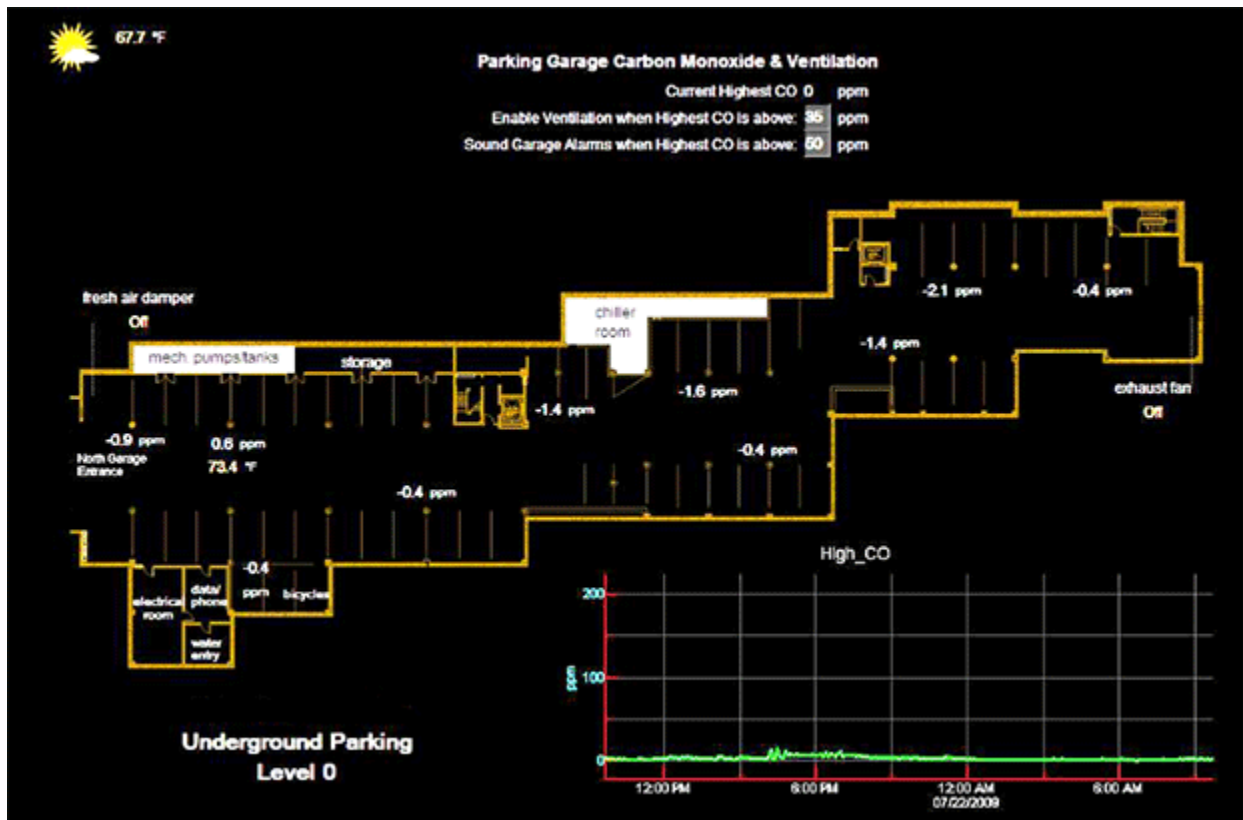 67.7 °F
Parking Garage Carbon Monoxide & Ventilation
Current Highest CO 0 ppm
Enable Ventilation when Highest CO is above: 35 ppm
Sound Garage Alarms when Highest CO is above: 50 ppm
-2.1 ppm
-0.4 ppm
fresh air damper
Off
chiller
room
-1.4 ppm
mech. pumps/tanks
storage
exhaust fan
Off
-1.6 ppm
-1.4 ppm
-0.9 ppm
0.6 ppm
-0.4 ppm
North Garage
Entrance
73.4 °F
-0.4 ppm
-0.4
ppm
bicycles
electrical
room
data/
phone
water
entry
High_CO
200
ppm
100
0
12:00 PM
6:00 PM
12:00 AM
6:00 AM
07/22/2009
Underground Parking
Level 0